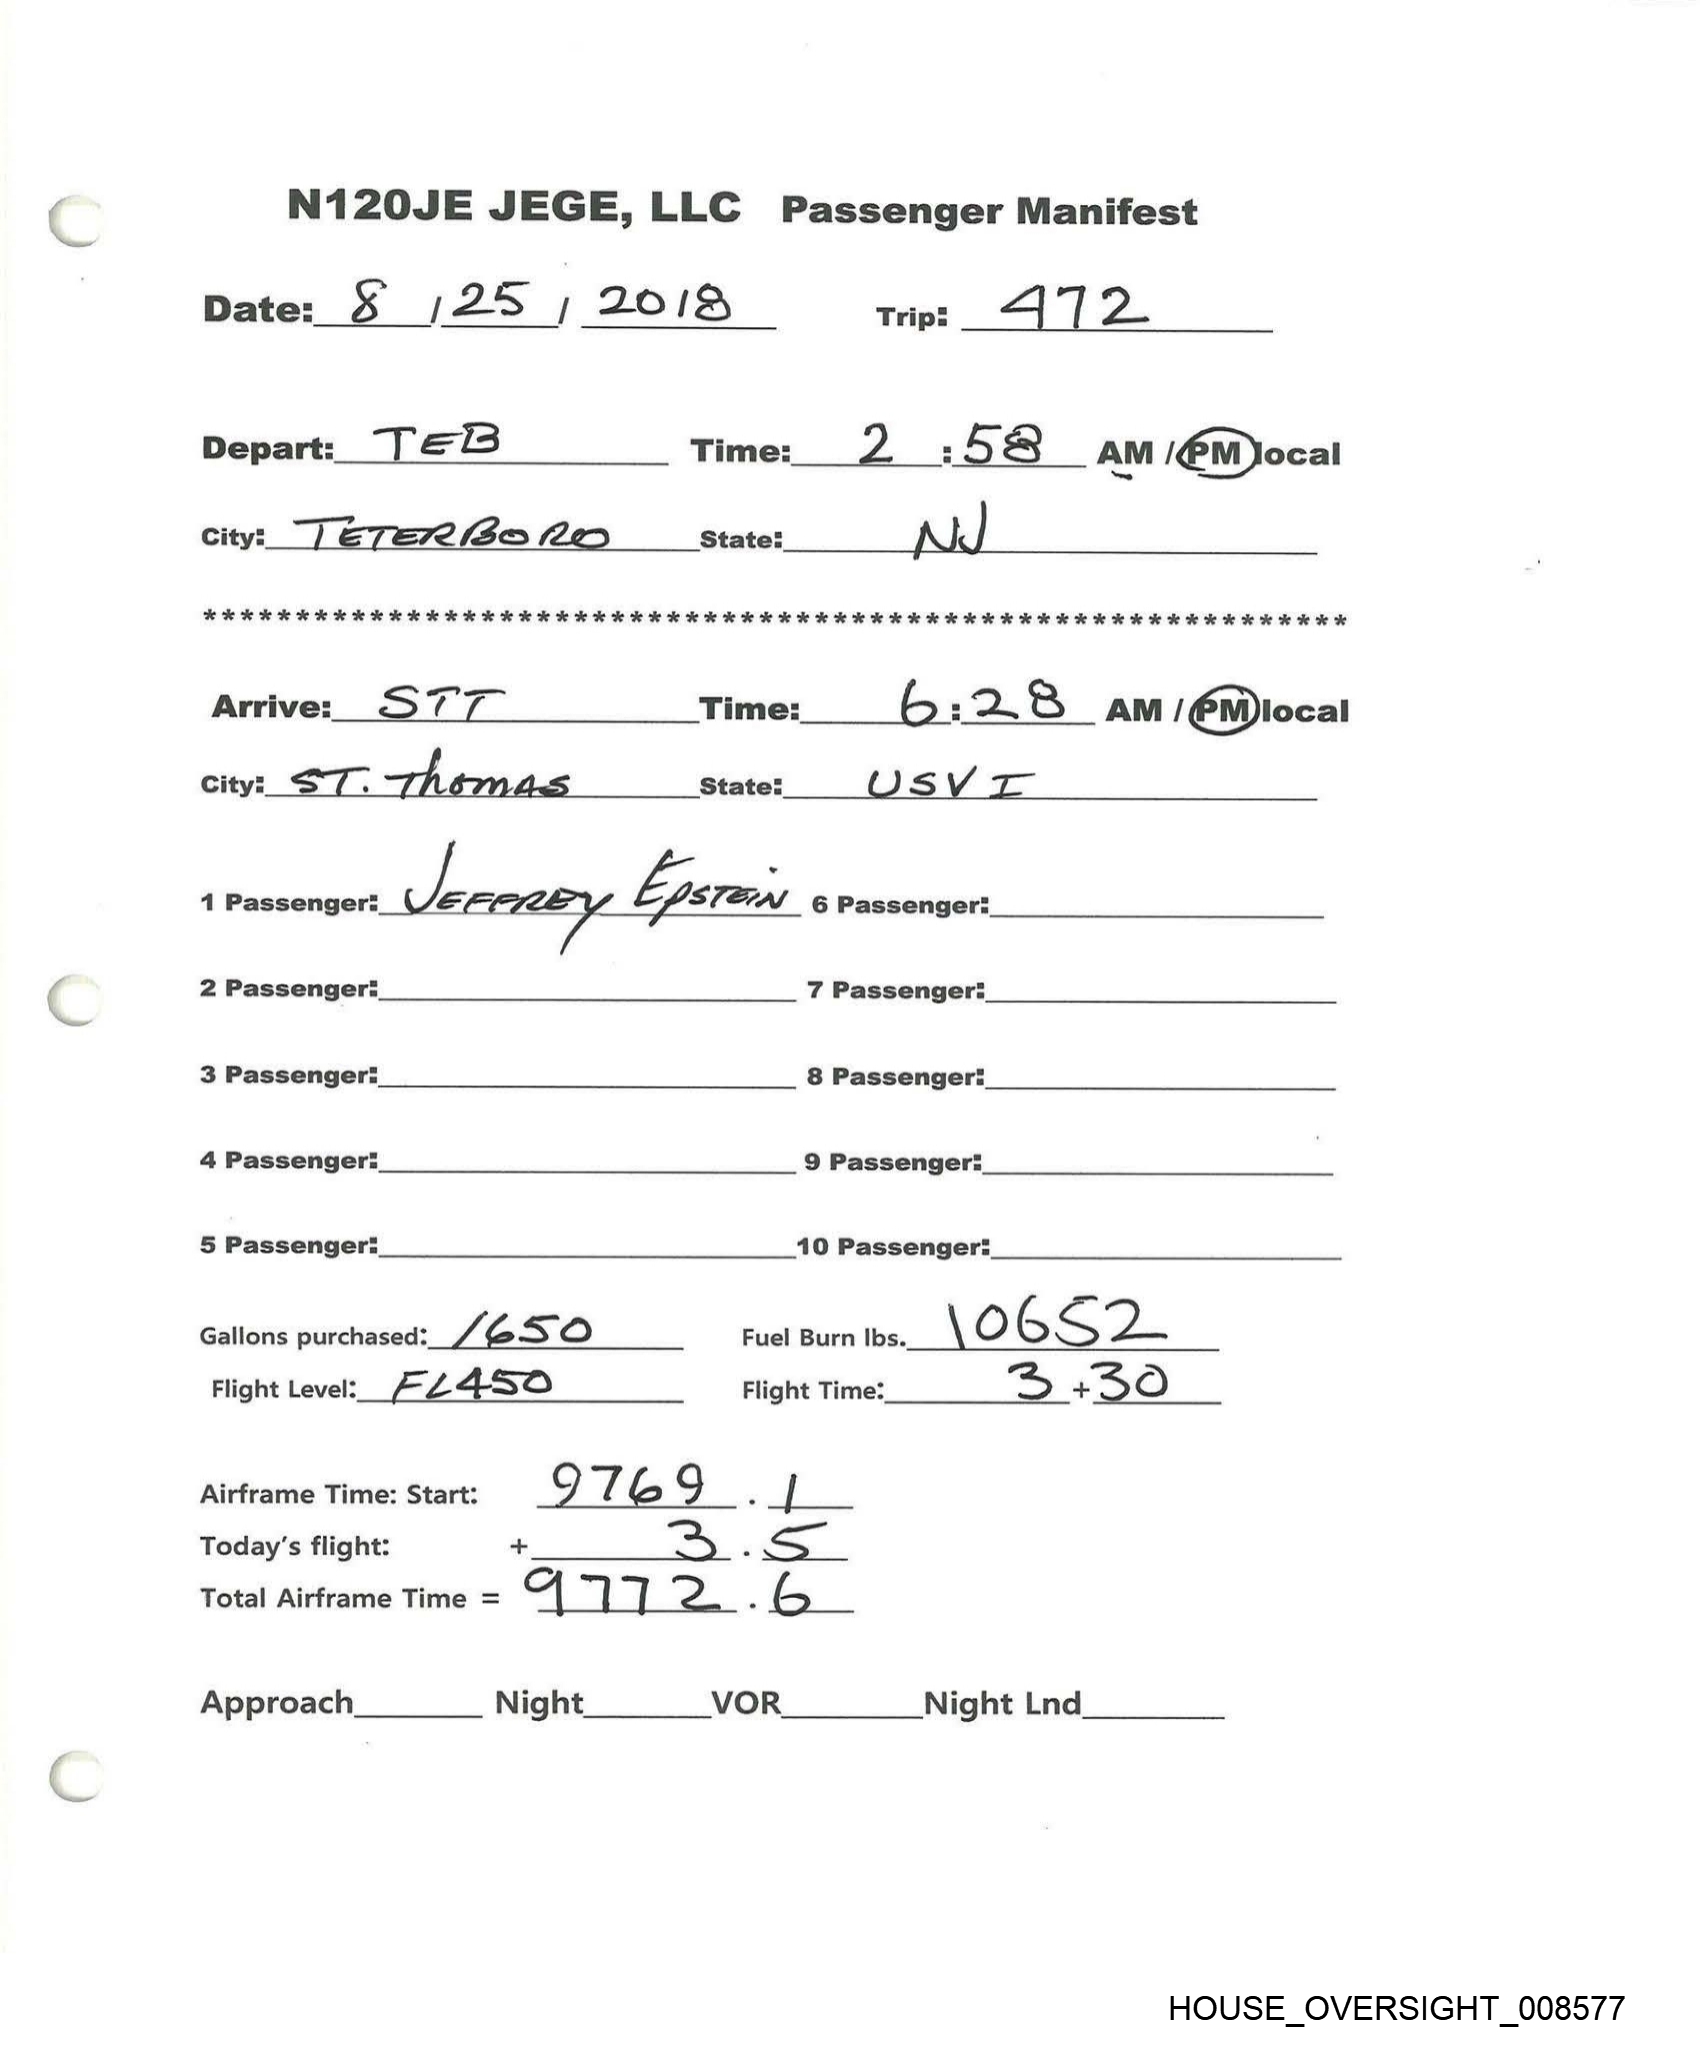 N120JE JEGE, LLC Passenger Manifest
Date: 8 / 25 / 2018 Trip: 472
Depart: TEB Time: 2 : 58 AM / PM local
City: TETERBORO State: NJ
**************************************************************
Arrive: STT Time: 6 : 28 AM / PM local
City: ST. Thomas State: USVI
1 Passenger: JEFFREY EPSTEIN 6 Passenger:
2 Passenger: 7 Passenger:
3 Passenger: 8 Passenger:
4 Passenger: 9 Passenger:
5 Passenger: 10 Passenger:
Gallons purchased: 1650 Fuel Burn lbs. 10652
Flight Level: FL450 Flight Time: 3 + 30
Airframe Time: Start: 9769 . 1
Today's flight: + 3 . 5
Total Airframe Time = 9772 . 6
Approach Night VOR Night Lnd
HOUSE_OVERSIGHT_008577